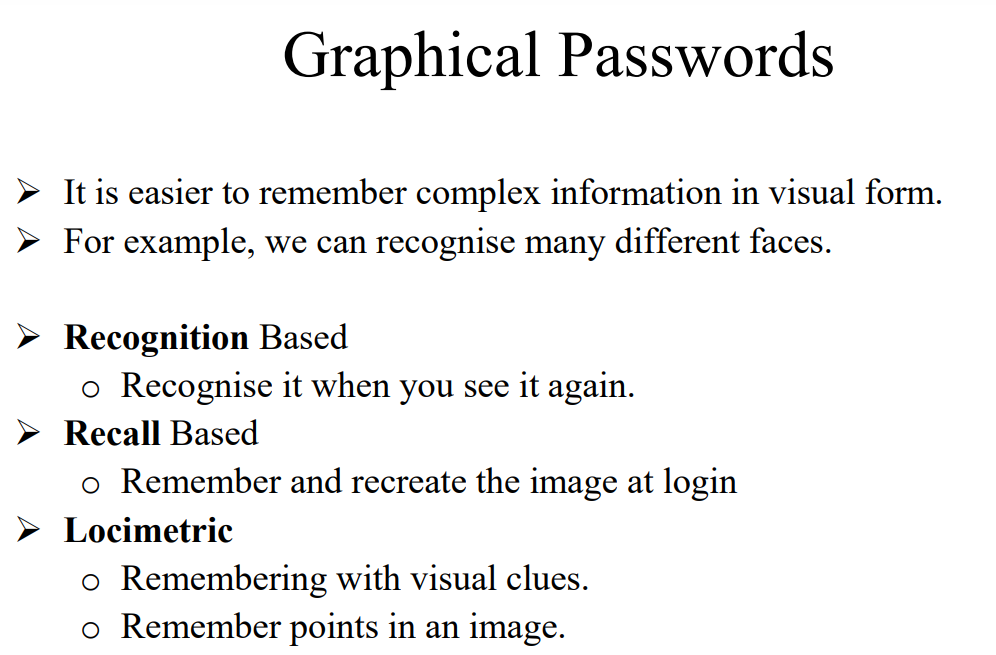 Graphical Passwords
➢ It is easier to remember complex information in visual form.
➢ For example, we can recognise many different faces.
➢ Recognition Based
o Recognise it when you see it again.
➢ Recall Based
o Remember and recreate the image at login
➢ Locimetric
o Remembering with visual clues.
o Remember points in an image.